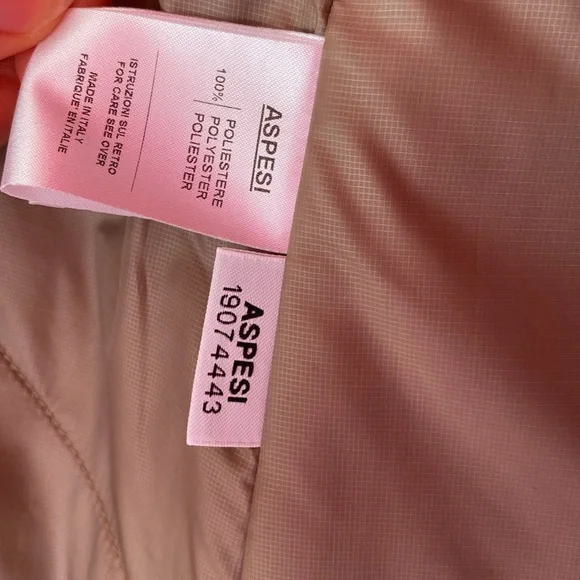 ASPESI
100% POLIESTERE
POLYESTER
POLIESTER
ISTRUZIONI SUL RETRO
FOR CARE SEE OVER
MADE IN ITALY
FABRIQUE' EN ITALIE
ASPESI
19074443